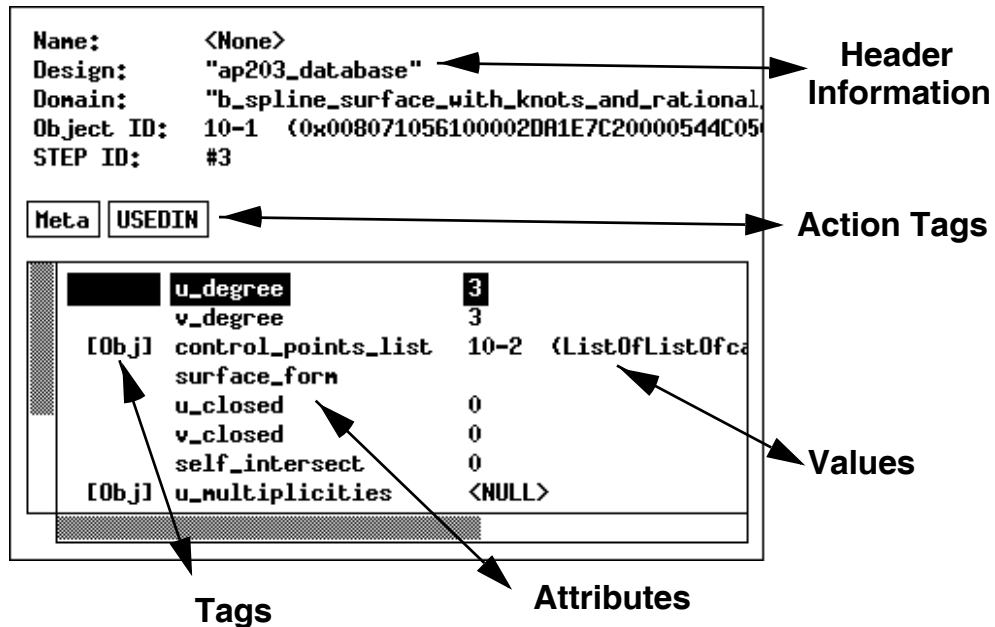 Name: <None>
Design: "ap203_database"
Domain: "b_spline_surface_with_knots_and_rational_
Object ID: 10-1 (0x008071056100002DA1E7C20000544C05
STEP ID: #3
Header
Information
Meta USEDIN
Action Tags
u_degree 3
v_degree 3
[Obj] control_points_list 10-2 (ListOfListOfca
surface_form
u_closed 0
v_closed 0
self_intersect 0
[Obj] u_multiplicities <NULL>
Values
Tags
Attributes